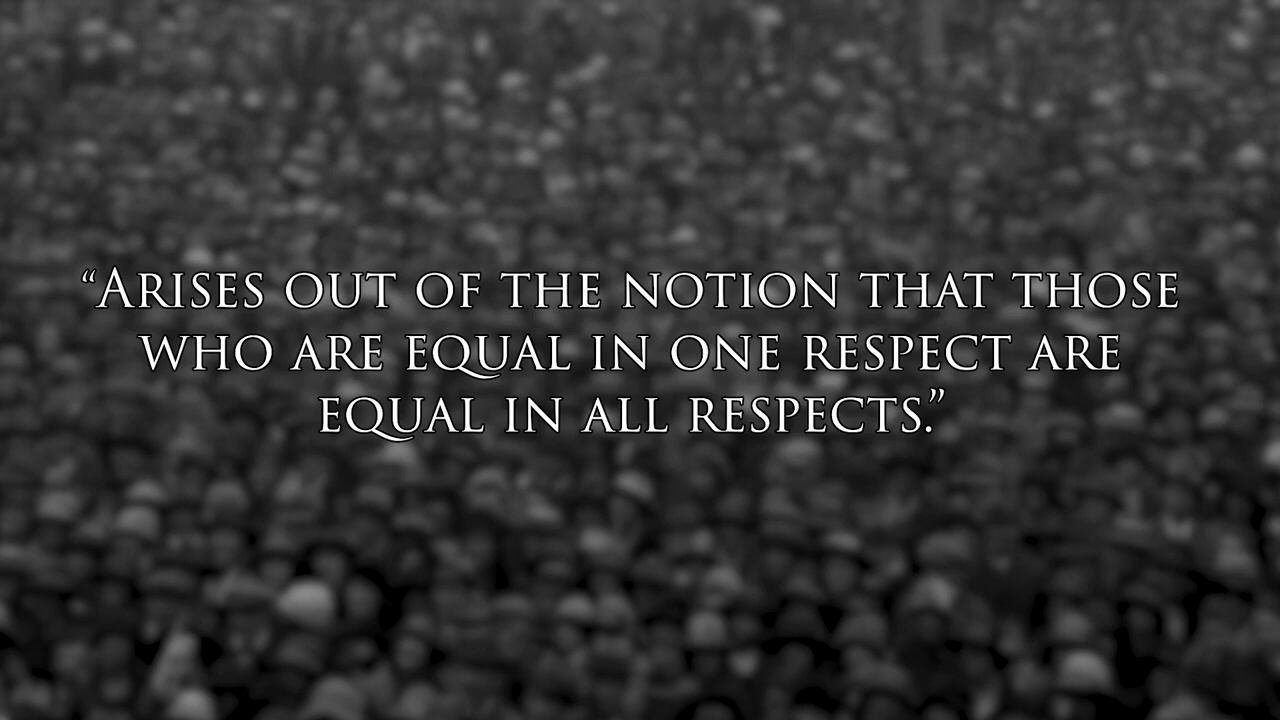 “Arises out of the notion that those
who are equal in one respect are
equal in all respects.”